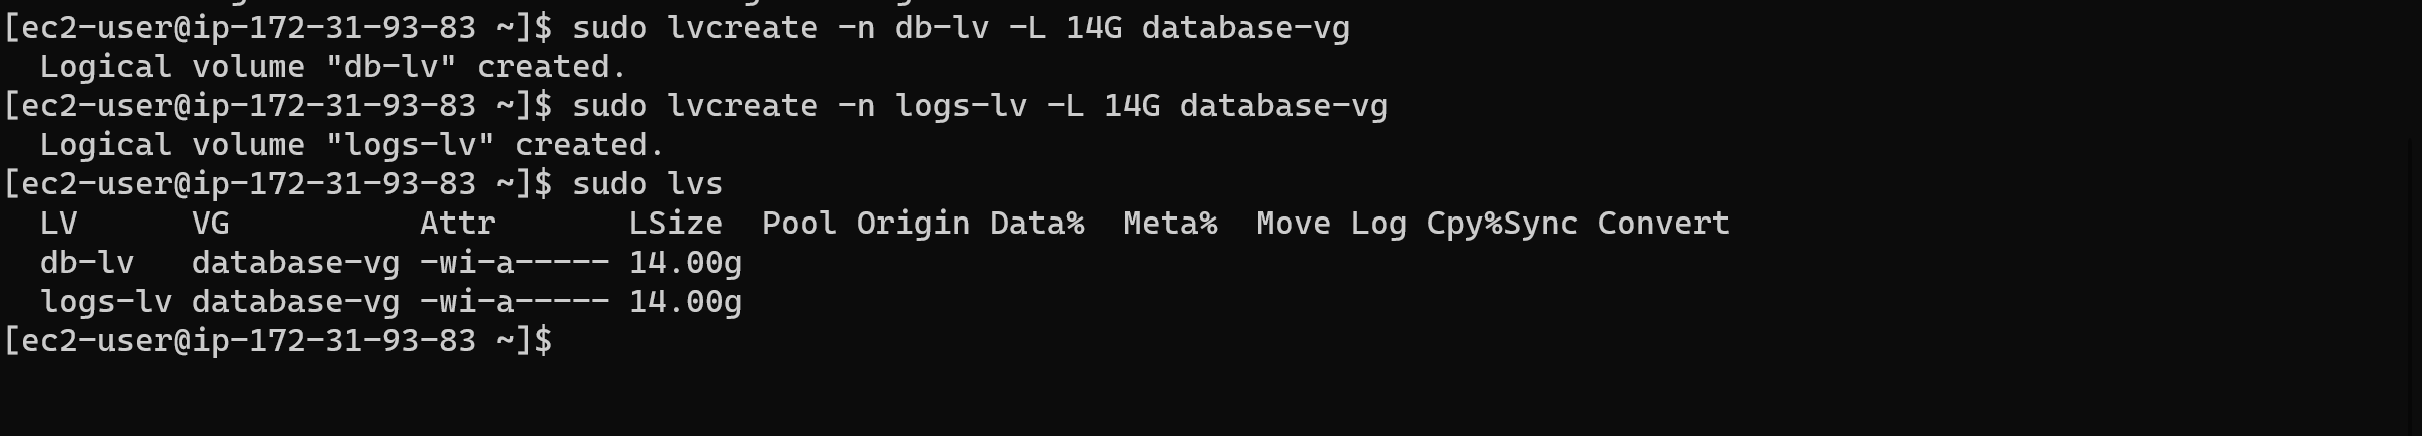 [ec2-user@ip-172-31-93-83 ~]$ sudo lvcreate -n db-lv -L 14G database-vg
  Logical volume "db-lv" created.
[ec2-user@ip-172-31-93-83 ~]$ sudo lvcreate -n logs-lv -L 14G database-vg
  Logical volume "logs-lv" created.
[ec2-user@ip-172-31-93-83 ~]$ sudo lvs
  LV      VG          Attr       LSize  Pool Origin Data%  Meta%  Move Log Cpy%Sync Convert
  db-lv   database-vg -wi-a----- 14.00g
  logs-lv database-vg -wi-a----- 14.00g
[ec2-user@ip-172-31-93-83 ~]$